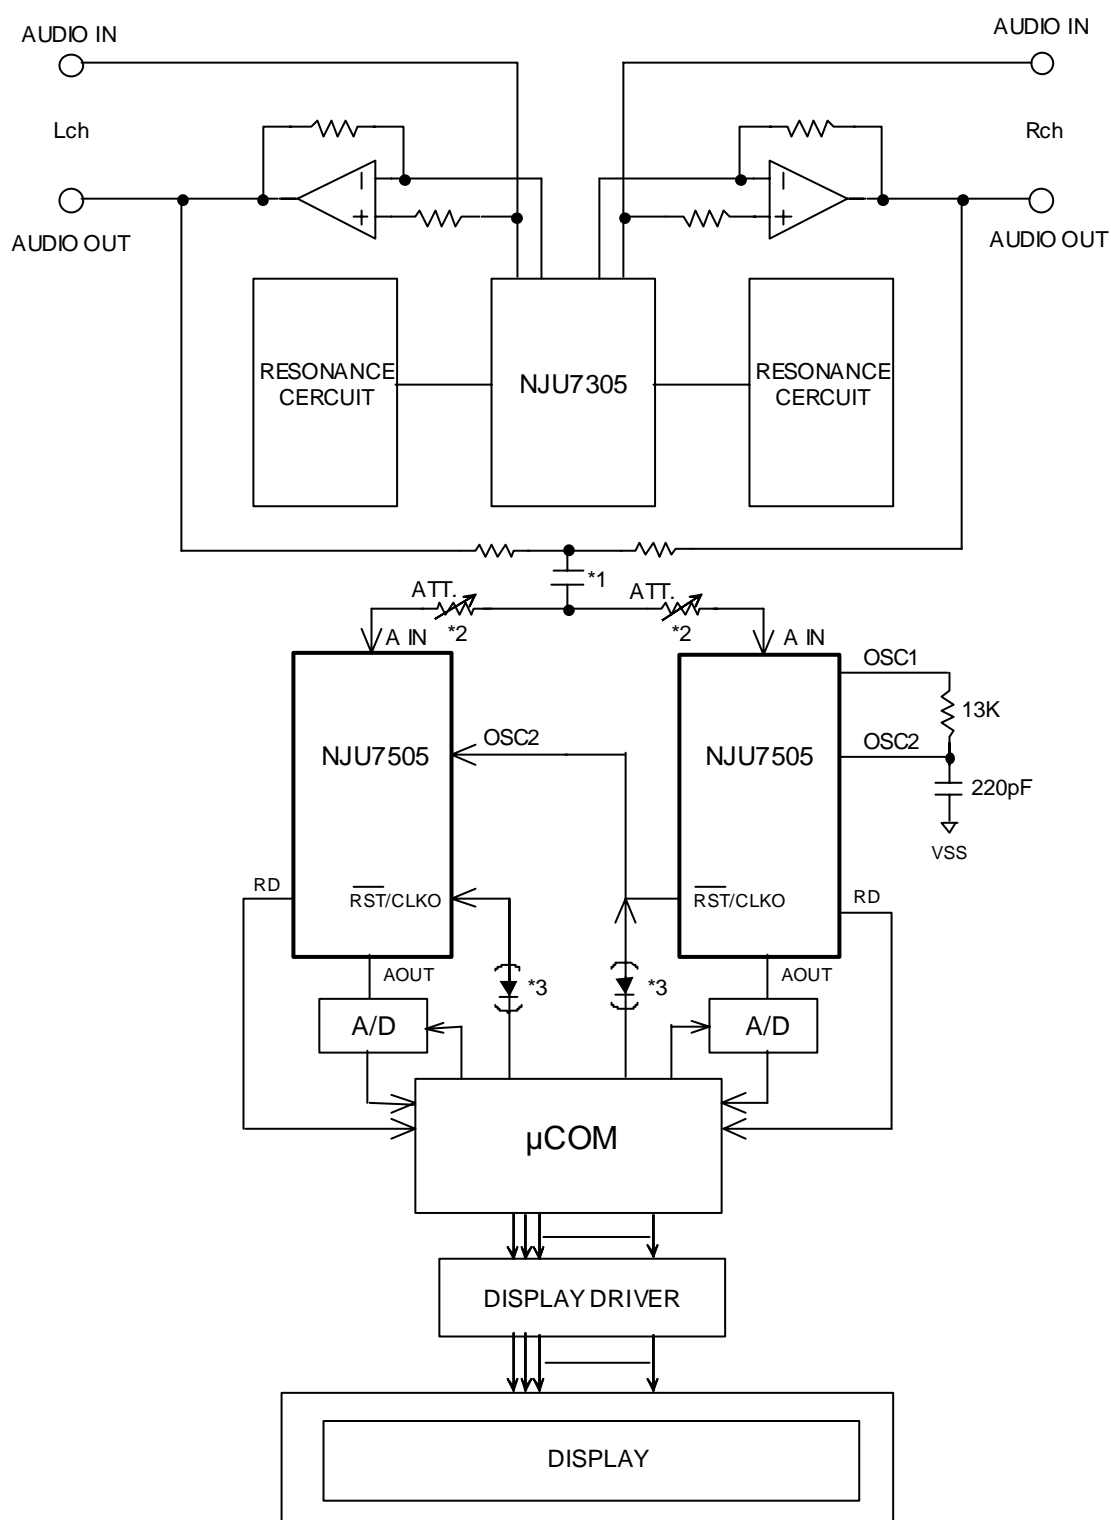 AUDIO IN
AUDIO IN
Lch
Rch
AUDIO OUT
AUDIO OUT
RESONANCE
CERCUIT
NJU7305
RESONANCE
CERCUIT
*1
ATT.
ATT.
*2
*2
A IN
A IN
OSC1
13K
NJU7505
OSC2
NJU7505
OSC2
220pF
VSS
RD
RST/CLKO
RST/CLKO
RD
AOUT
*3
*3
AOUT
A/D
A/D
µCOM
DISPLAY DRIVER
DISPLAY